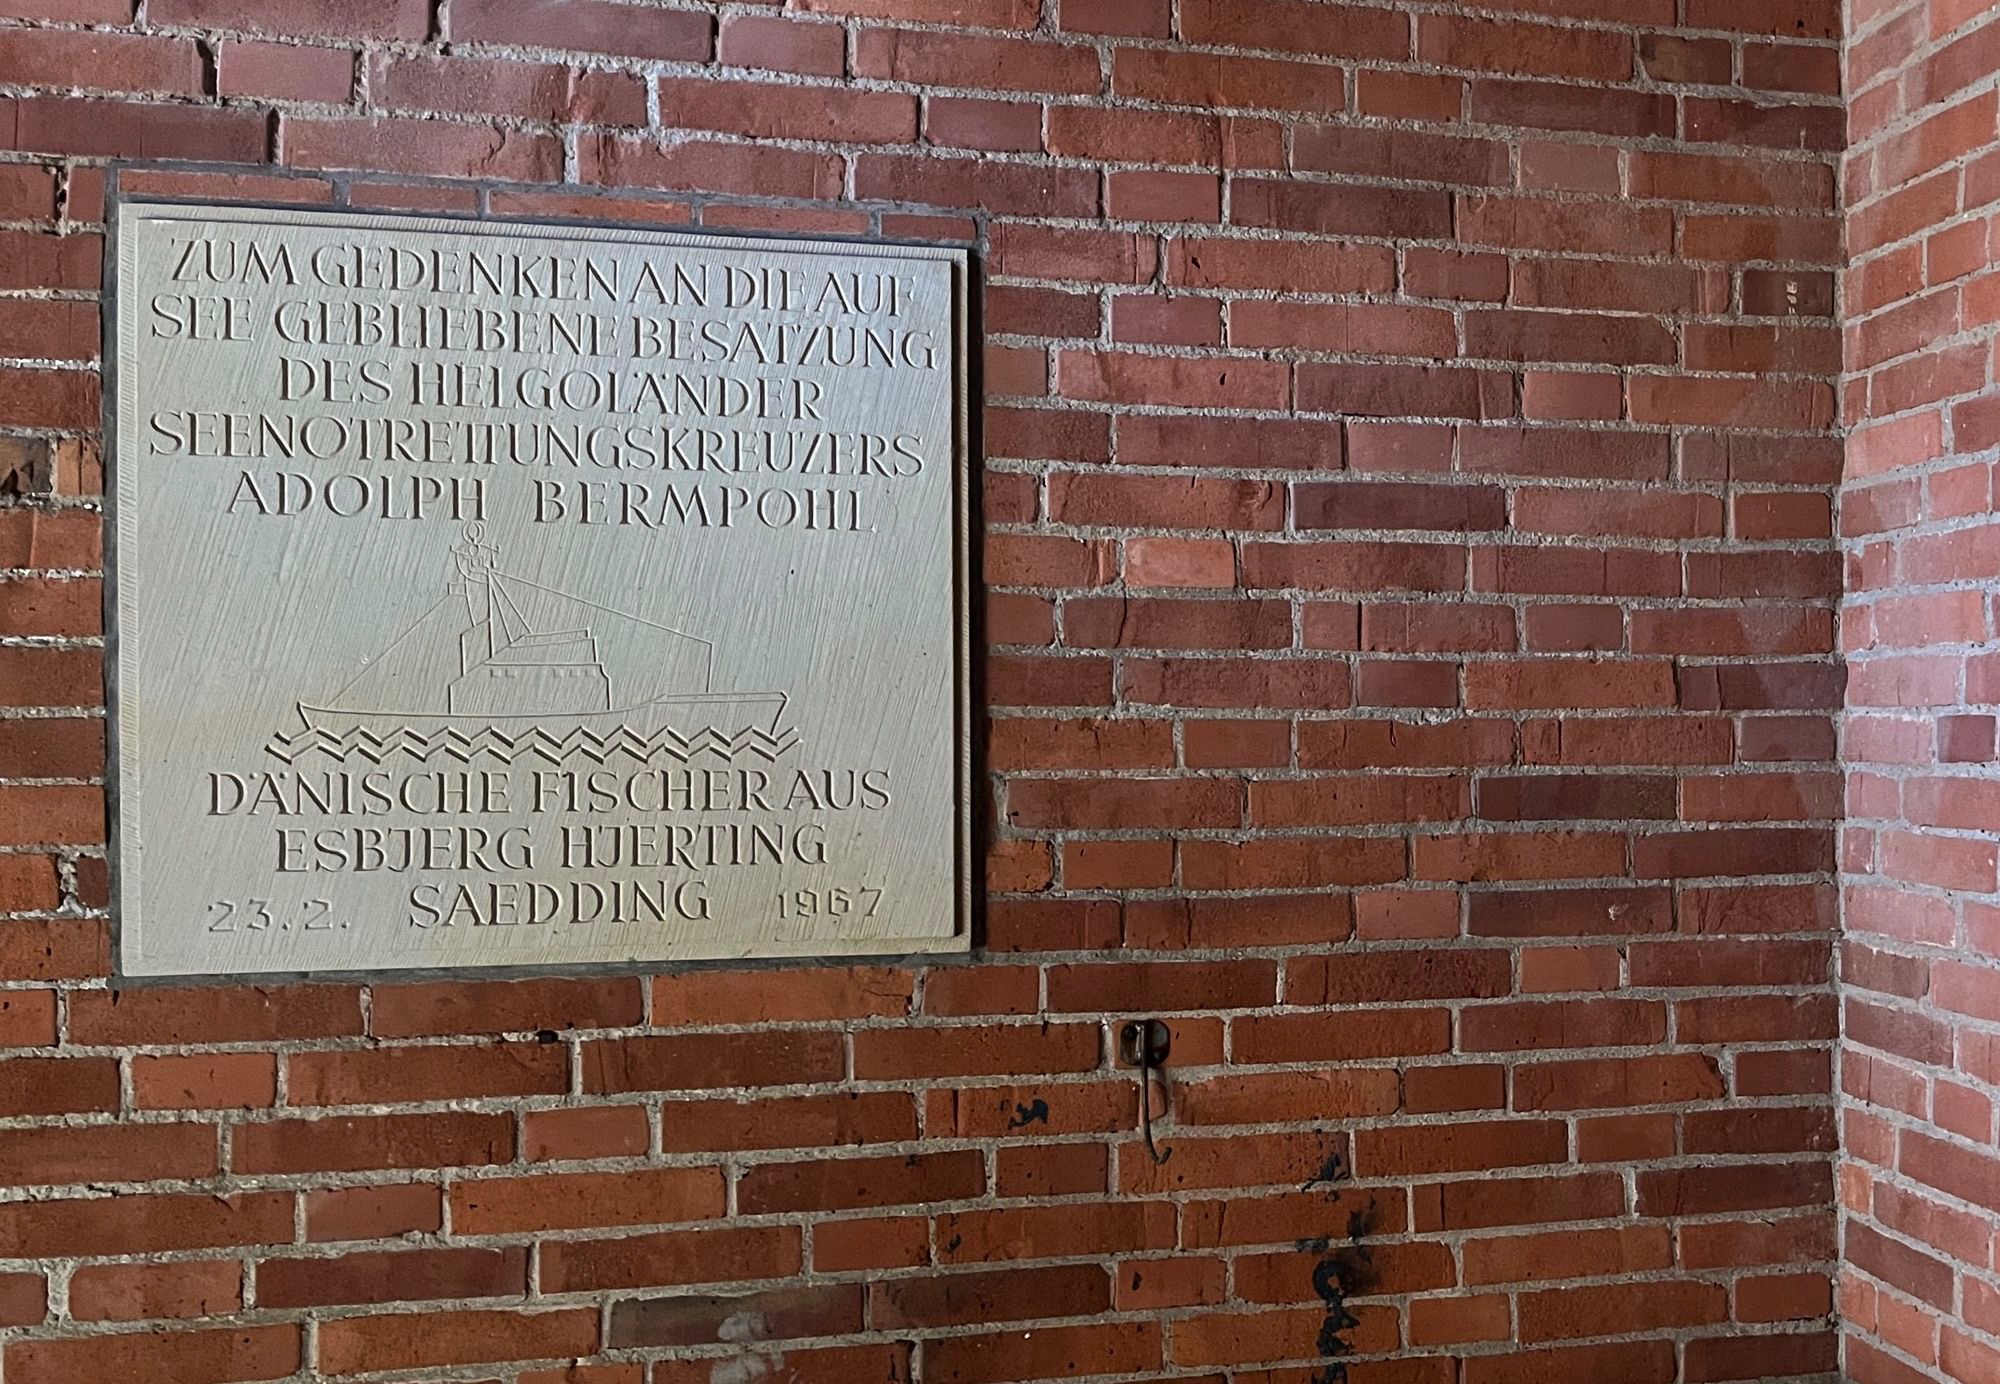 ZUM GEDENKEN AN DIE AUF
SEE GEBLIEBENE BESATZUNG
DES HELGOLÄNDER
SEENOTRETTUNGSKREUZERS
ADOLPH BERMPOHL
DÄNISCHE FISCHER AUS
ESBJERG HJERTING
23.2. SAEDDING 1967